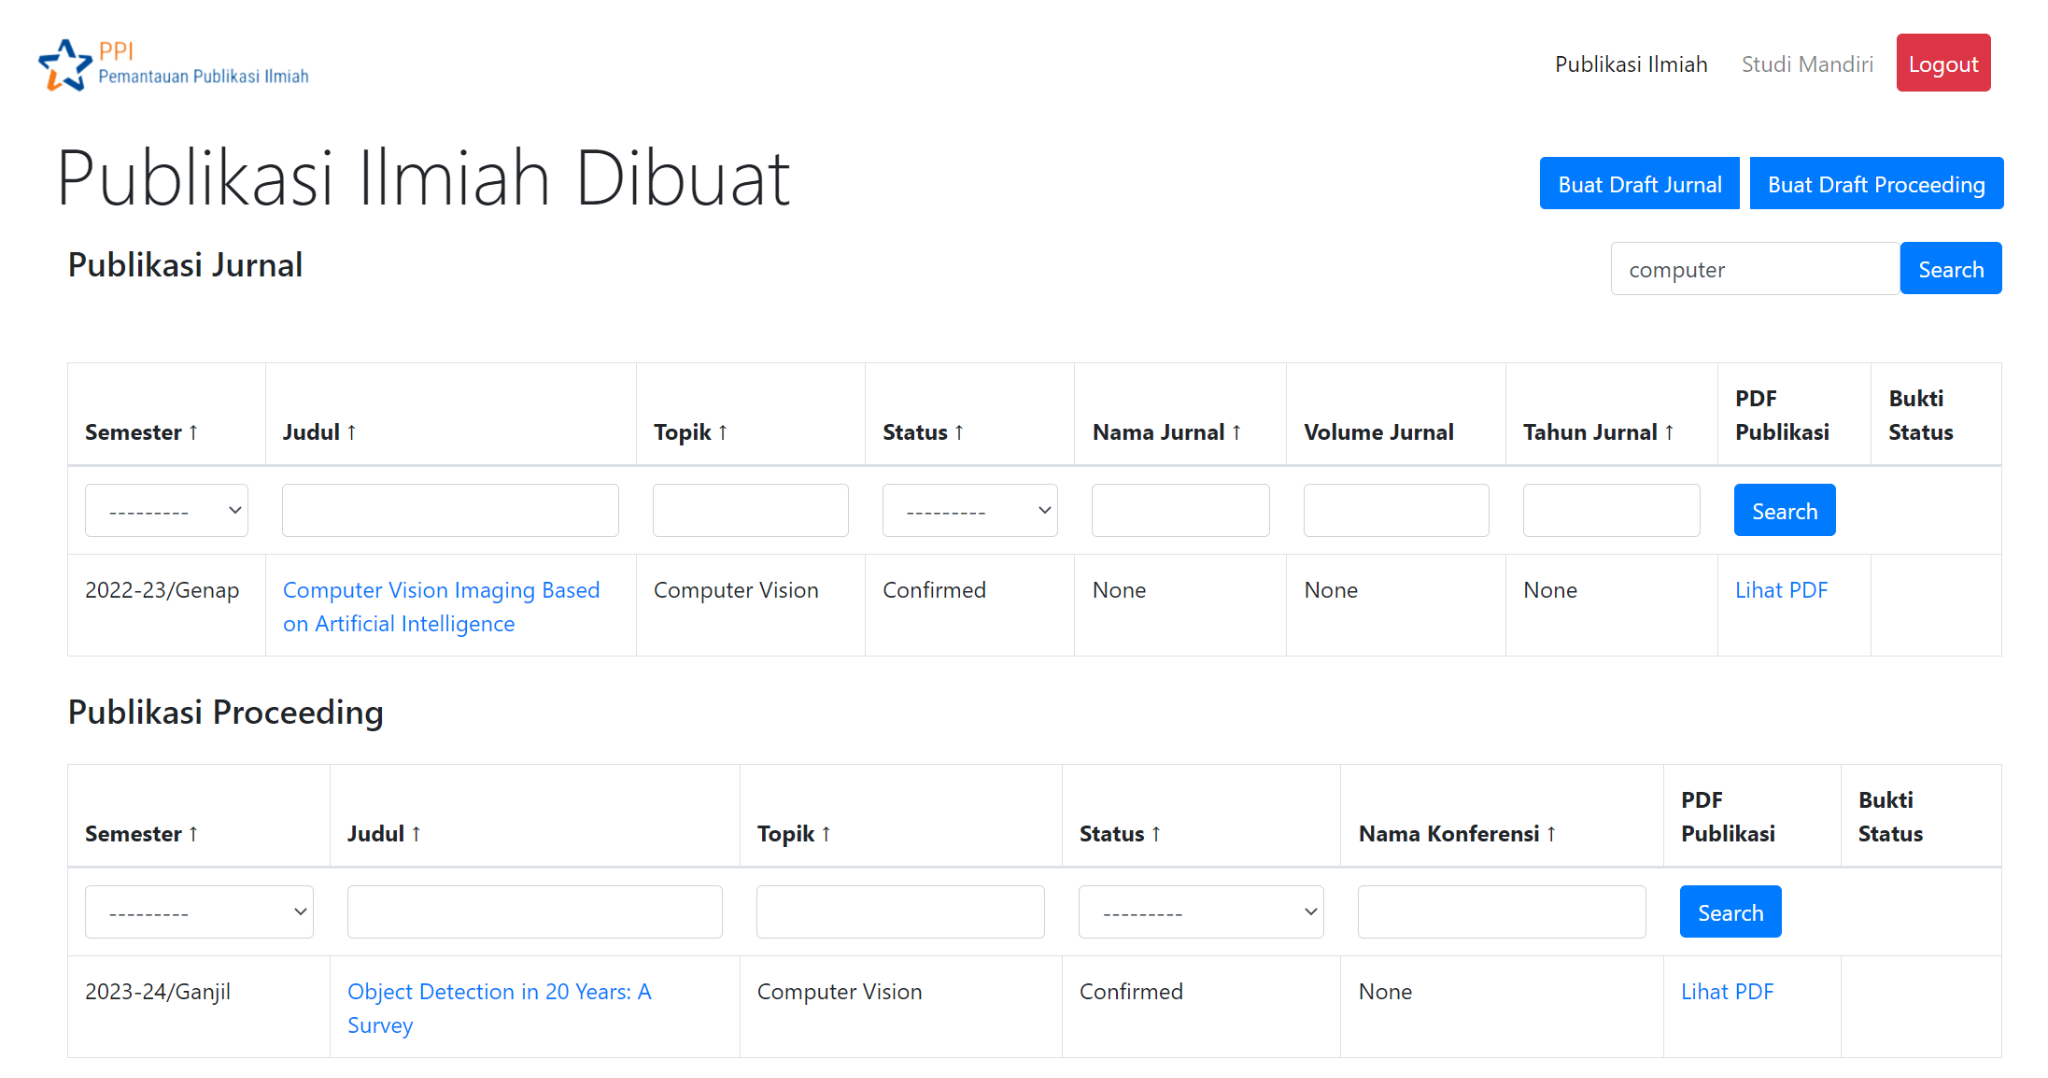 PPI
Pemantauan Publikasi Ilmiah
Publikasi Ilmiah Studi Mandiri Logout
Publikasi Ilmiah Dibuat
Buat Draft Jurnal Buat Draft Proceeding
Publikasi Jurnal
computer Search
Semester ↑ Judul ↑ Topik ↑ Status ↑ Nama Jurnal ↑ Volume Jurnal Tahun Jurnal ↑ PDF Publikasi Bukti Status
--------- --------- Search
2022-23/Genap Computer Vision Imaging Based Computer Vision Confirmed None None None Lihat PDF
on Artificial Intelligence
Publikasi Proceeding
Semester ↑ Judul ↑ Topik ↑ Status ↑ Nama Konferensi ↑ PDF Publikasi Bukti Status
--------- --------- Search
2023-24/Ganjil Object Detection in 20 Years: A Computer Vision Confirmed None Lihat PDF
Survey